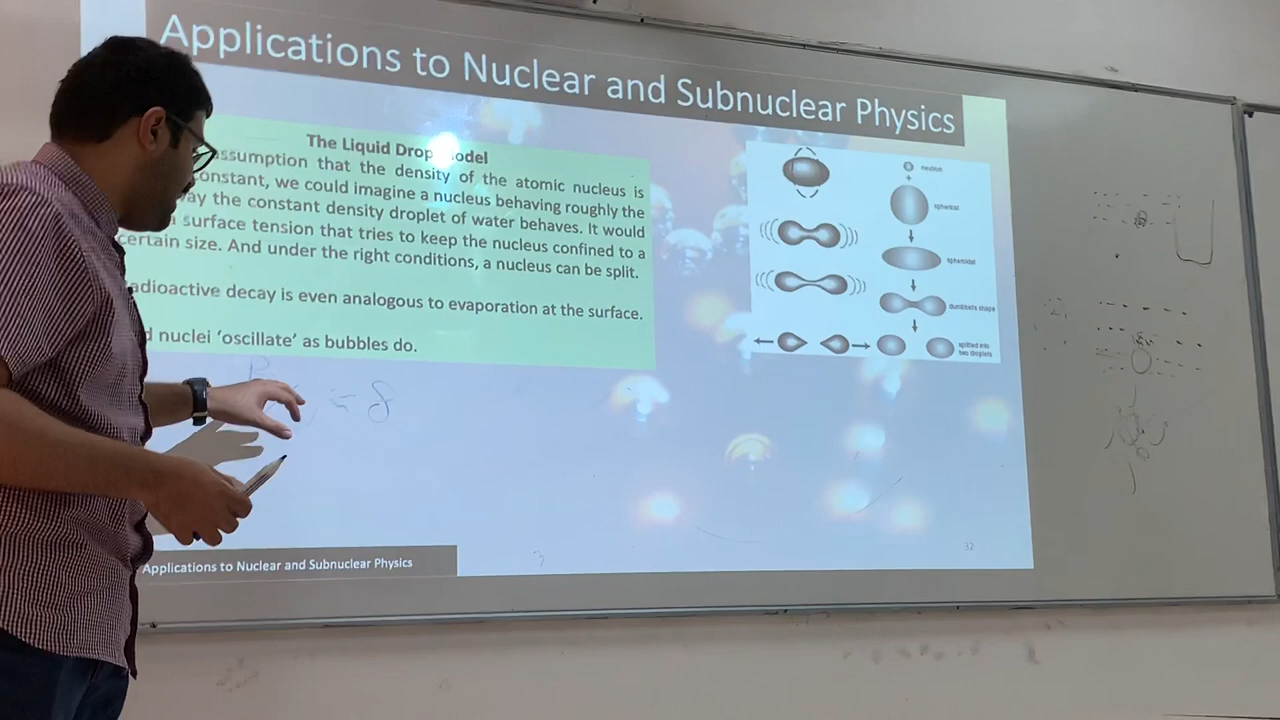 Applications to Nuclear and Subnuclear Physics
The Liquid Drop
assumption that the density of the atomic nucleus is
constant, we could imagine a nucleus behaving roughly the
way the constant density droplet of water behaves. It would
surface tension that tries to keep the nucleus confined to a
certain size. And under the right conditions, a nucleus can be split.
adioactive decay is even analogous to evaporation at the surface.
nuclei 'oscillate' as bubbles do.
neutron
+
spherical
spheroidal
dumbbells shape
splitted into
two droplets
= 8
Applications to Nuclear and Subnuclear Physics
32